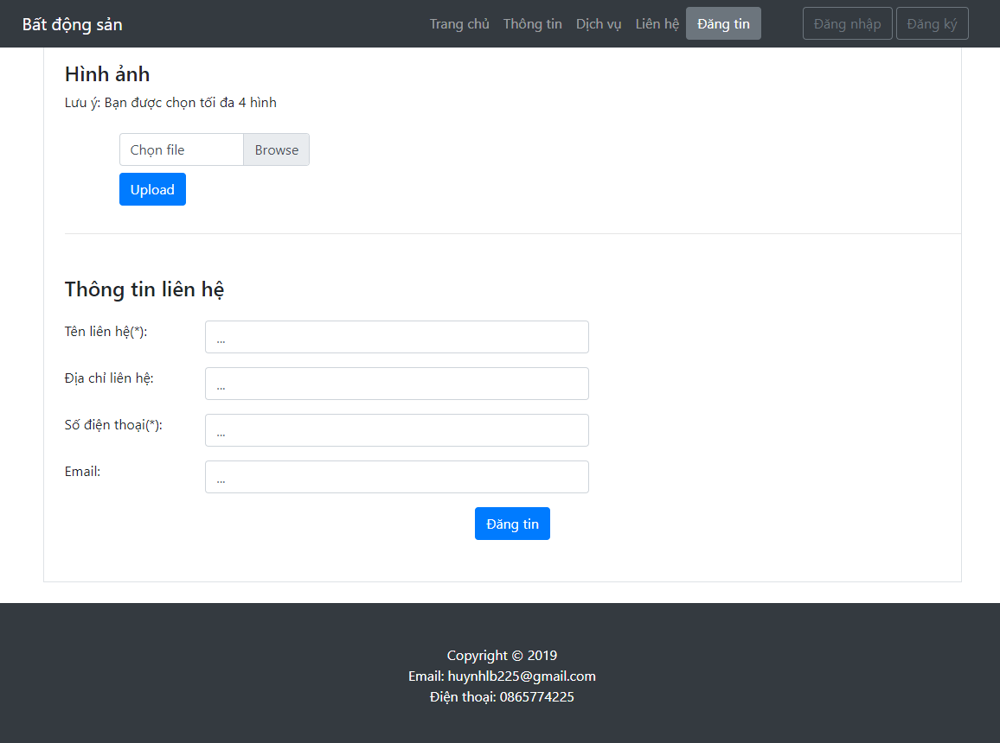 Bất động sản Trang chủ Thông tin Dịch vụ Liên hệ Đăng tin Đăng nhập Đăng ký
Hình ảnh
Lưu ý: Bạn được chọn tối đa 4 hình
Chọn file Browse
Upload
Thông tin liên hệ
Tên liên hệ(*): ...
Địa chỉ liên hệ: ...
Số điện thoại(*): ...
Email: ...
Đăng tin
Copyright © 2019
Email: huynhlb225@gmail.com
Điện thoại: 0865774225